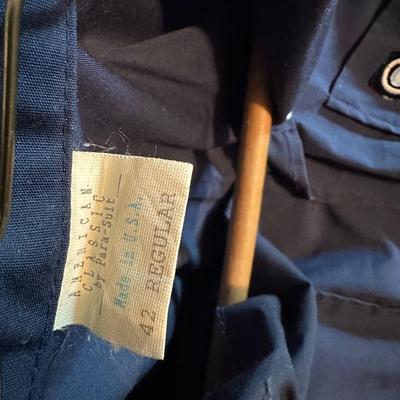 AMERICAN
CLASSIC
by Para-Suit
Made in U.S.A.
42 REGULAR